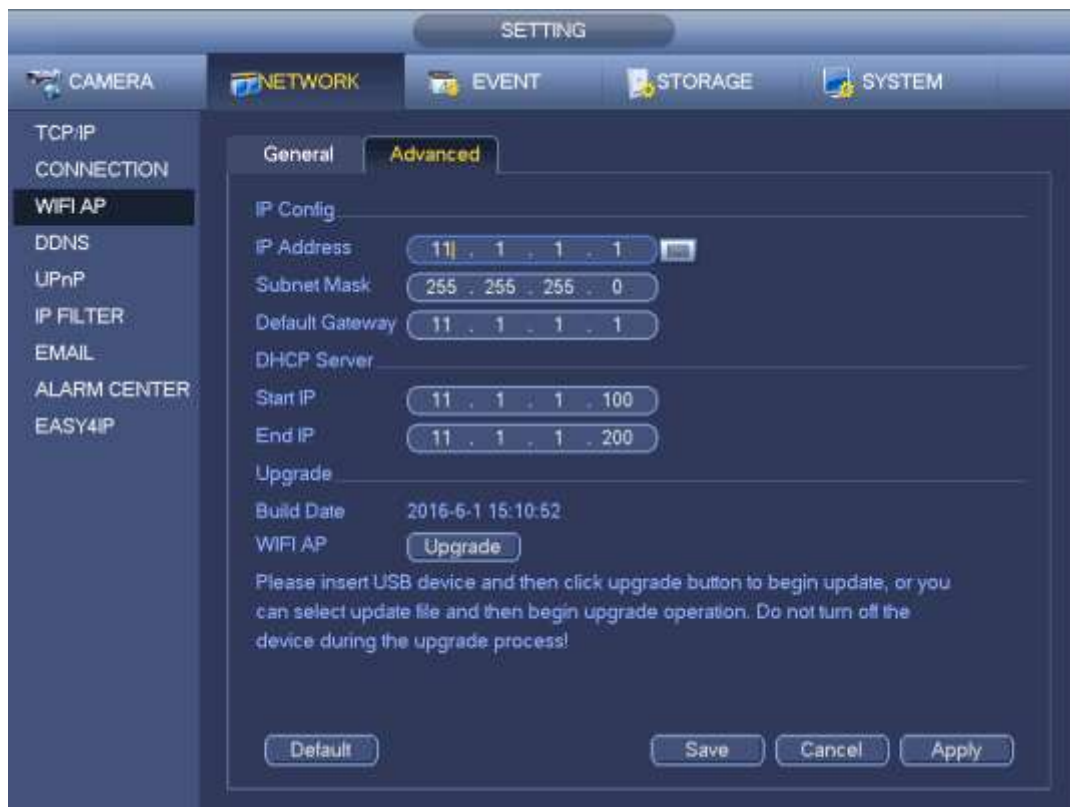 SETTING
CAMERA NETWORK EVENT STORAGE SYSTEM
TCP/IP
CONNECTION
WIFI AP
DDNS
UPnP
IP FILTER
EMAIL
ALARM CENTER
EASY4IP
General Advanced
IP Config
IP Address 11 . 1 . 1 . 1
Subnet Mask 255 . 255 . 255 . 0
Default Gateway 11 . 1 . 1 . 1
DHCP Server
Start IP 11 . 1 . 1 . 100
End IP 11 . 1 . 1 . 200
Upgrade
Build Date 2016-6-1 15:10:52
WIFI AP Upgrade
Please insert USB device and then click upgrade button to begin update, or you
can select update file and then begin upgrade operation. Do not turn off the
device during the upgrade process!
Default Save Cancel Apply